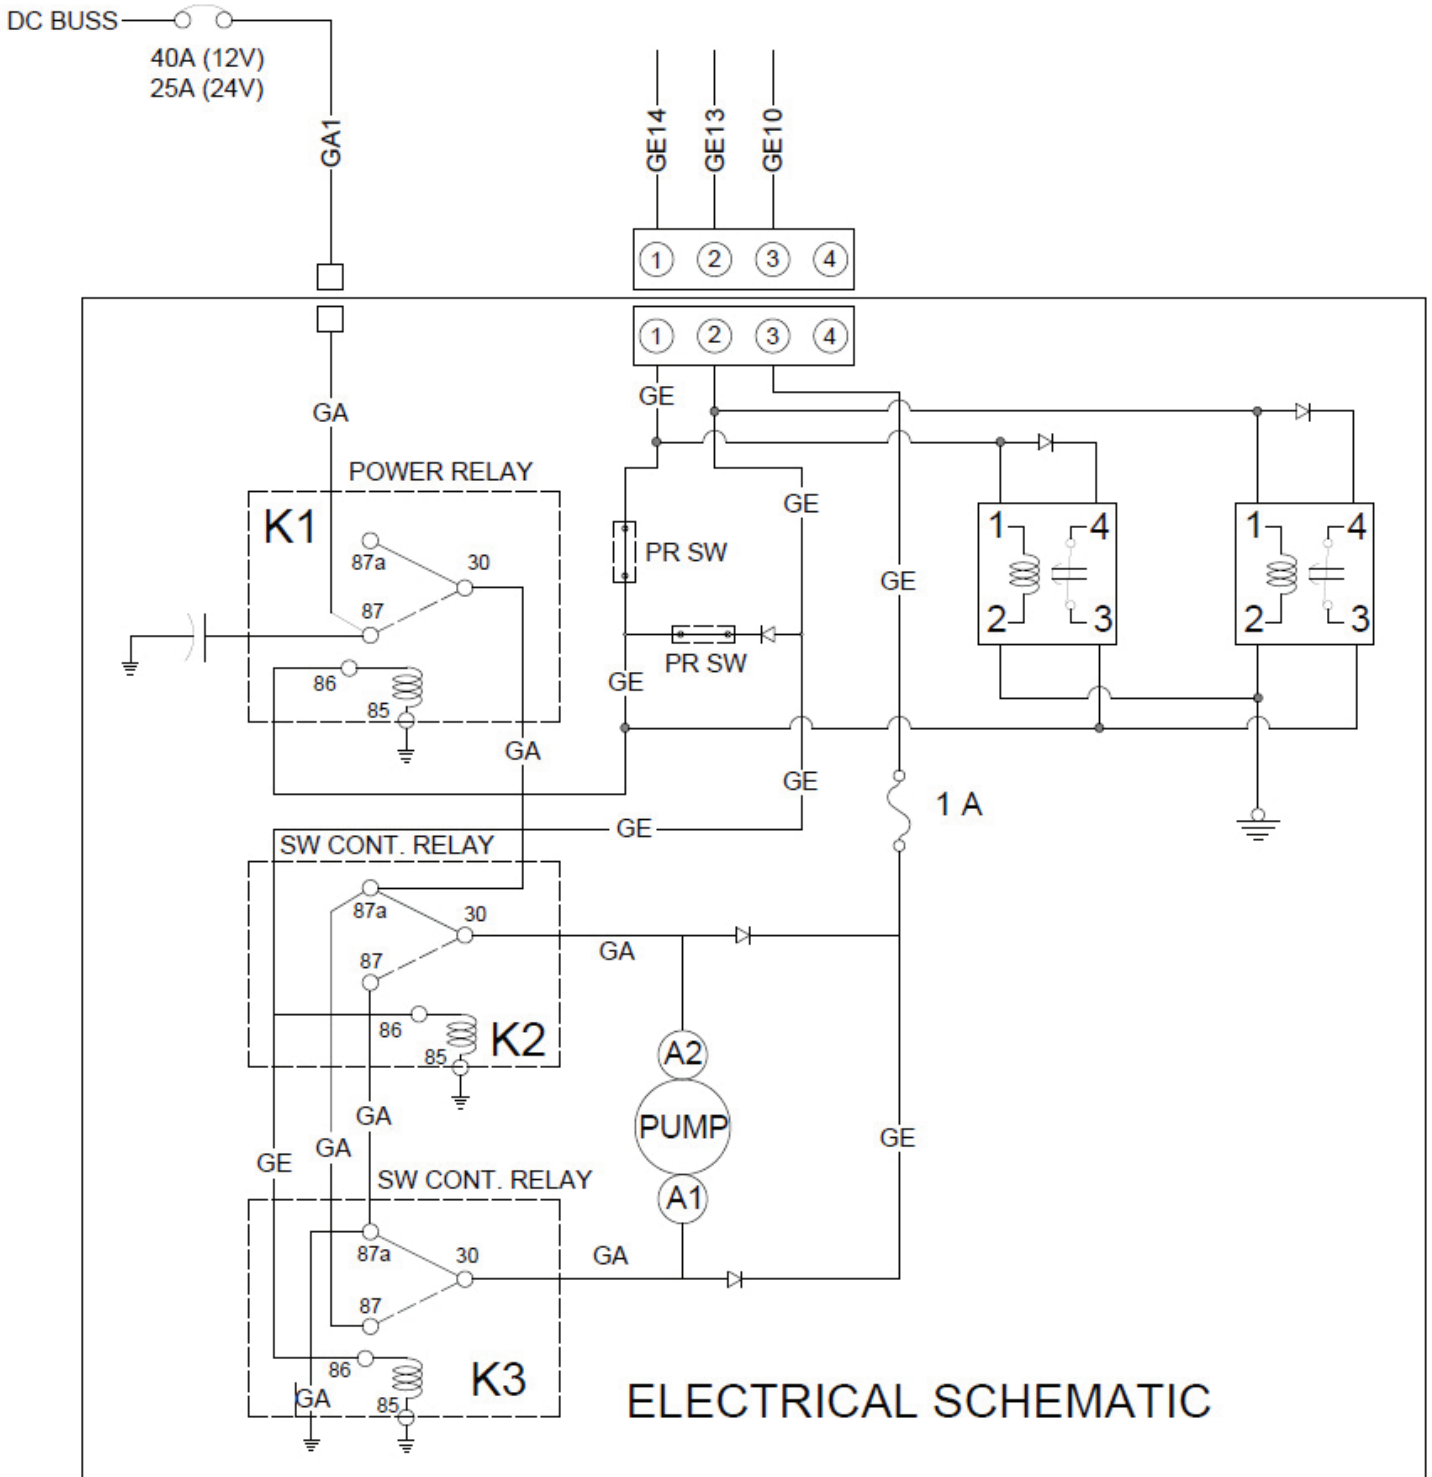 DC BUSS
40A (12V)
25A (24V)
GA1
GE14
GE13
GE10
1 2 3 4
1 2 3 4
GA
GE
POWER RELAY
K1
87a
30
87
86
85
GE
PR SW
PR SW
GE
GE
1 4
2 3
1 4
2 3
GA
GE
1 A
GE
SW CONT. RELAY
87a
30
87
86
85
K2
GA
A2
PUMP
A1
GA
GA
GE
GE
SW CONT. RELAY
87a
30
87
86
85
K3
GA
GA
ELECTRICAL SCHEMATIC